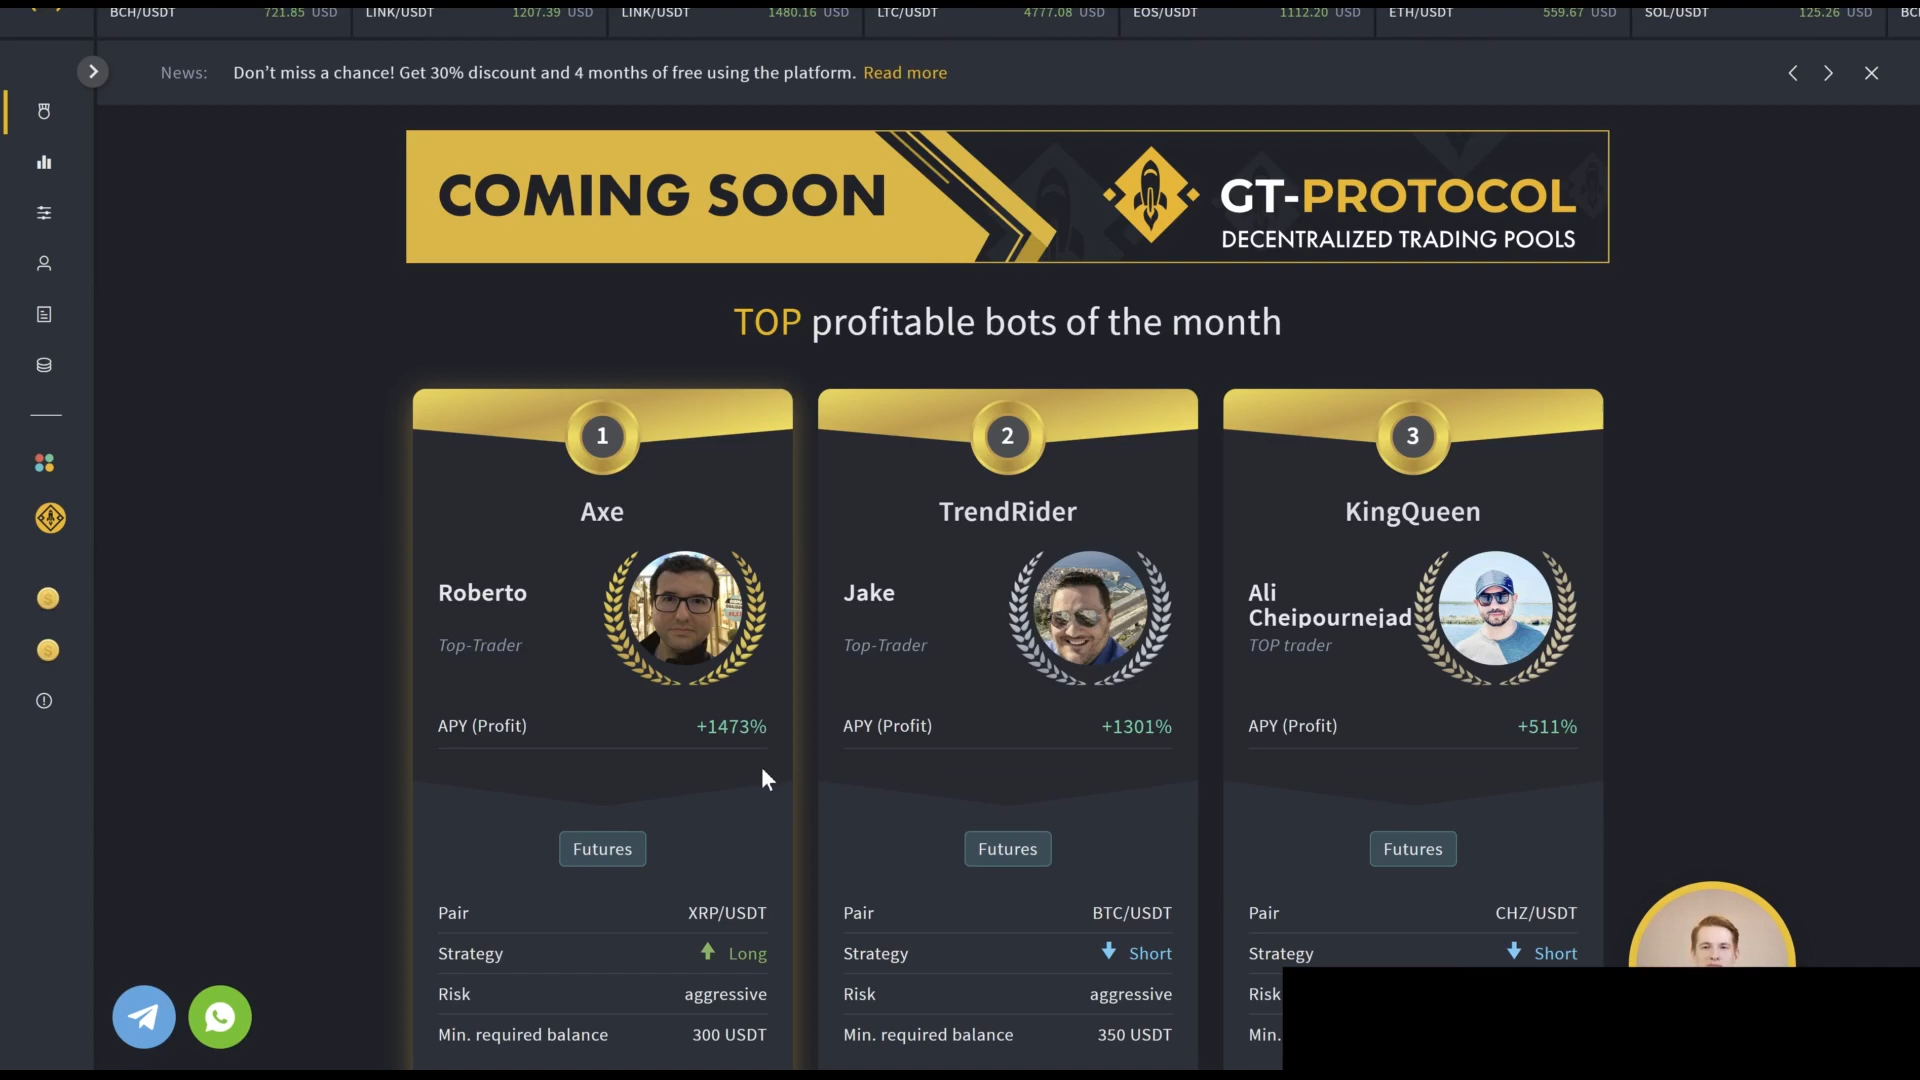 BCH/USDT 721.85 USD LINK/USDT 1207.39 USD LINK/USDT 1480.16 USD LTC/USDT 4777.08 USD EOS/USDT 1112.20 USD ETH/USDT 559.67 USD SOL/USDT 125.26 USD BC
News: Don't miss a chance! Get 30% discount and 4 months of free using the platform. Read more
COMING SOON
GT-PROTOCOL
DECENTRALIZED TRADING POOLS
TOP profitable bots of the month
1
Axe
Roberto
Top-Trader
APY (Profit) +1473%
Futures
Pair XRP/USDT
Strategy Long
Risk aggressive
Min. required balance 300 USDT
2
TrendRider
Jake
Top-Trader
APY (Profit) +1301%
Futures
Pair BTC/USDT
Strategy Short
Risk aggressive
Min. required balance 350 USDT
3
KingQueen
Ali
Cheipournejad
TOP trader
APY (Profit) +511%
Futures
Pair CHZ/USDT
Strategy Short
Risk
Min.